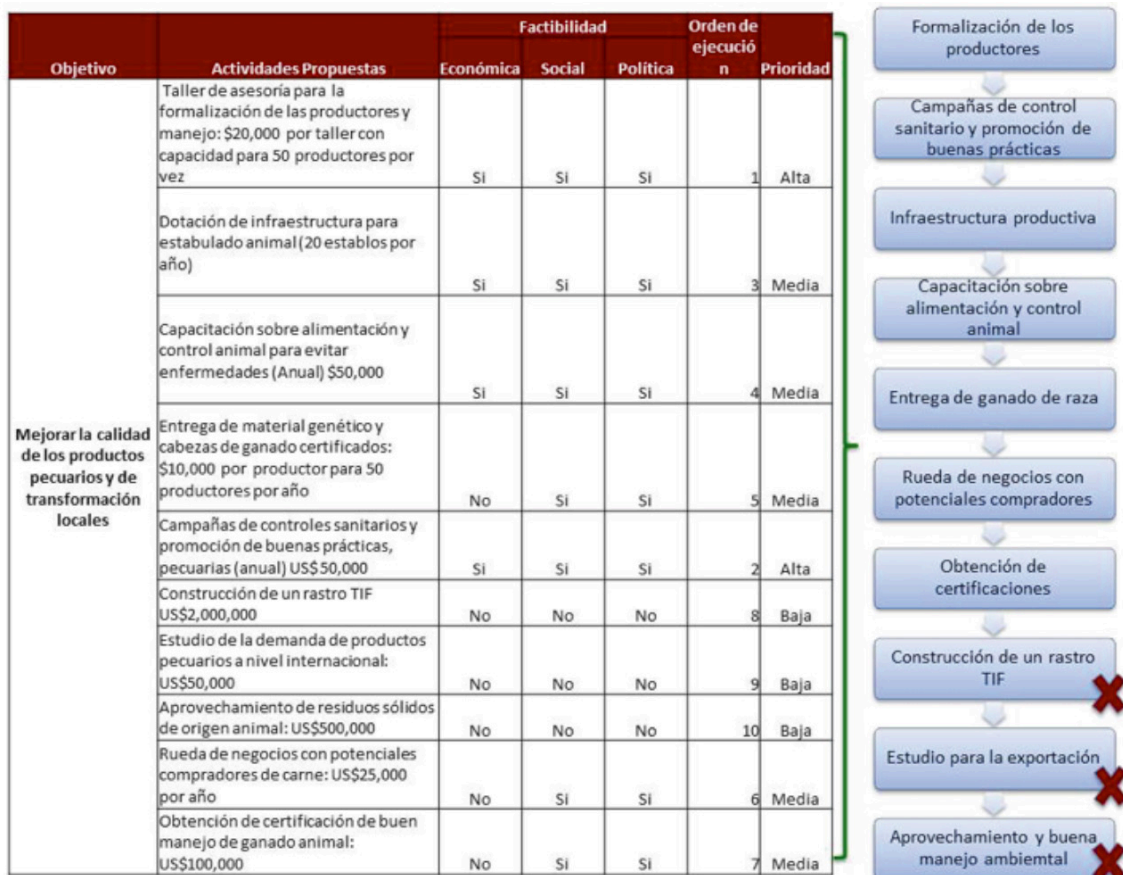 Objetivo
Actividades Propuestas
Factibilidad
Económica Social Política
Orden de
ejecució
n
Prioridad
Mejorar la calidad
de los productos
pecuarios y de
transformación
locales
Taller de asesoría para la
formalización de las productores y
manejo: $20,000 por taller con
capacidad para 50 productores por
vez
Si Si Si 1 Alta
Dotación de infraestructura para
estabulado animal (20 establos por
año)
Si Si Si 3 Media
Capacitación sobre alimentación y
control animal para evitar
enfermedades (Anual) $50,000
Si Si Si 4 Media
Entrega de material genético y
cabezas de ganado certificados:
$10,000 por productor para 50
productores por año
No Si Si 5 Media
Campañas de controles sanitarios y
promoción de buenas prácticas,
pecuarias (anual) US$50,000
Si Si Si 2 Alta
Construcción de un rastro TIF
US$2,000,000
No No No 8 Baja
Estudio de la demanda de productos
pecuarios a nivel internacional:
US$50,000
No No No 9 Baja
Aprovechamiento de residuos sólidos
de origen animal: US$500,000
No No No 10 Baja
Rueda de negocios con potenciales
compradores de carne: US$25,000
por año
No Si Si 6 Media
Obtención de certificación de buen
manejo de ganado animal:
US$100,000
No Si Si 7 Media
Formalización de los
productores
Campañas de control
sanitario y promoción de
buenas prácticas
Infraestructura productiva
Capacitación sobre
alimentación y control
animal
Entrega de ganado de raza
Rueda de negocios con
potenciales compradores
Obtención de
certificaciones
Construcción de un rastro
TIF
Estudio para la exportación
Aprovechamiento y buena
manejo ambiemtal